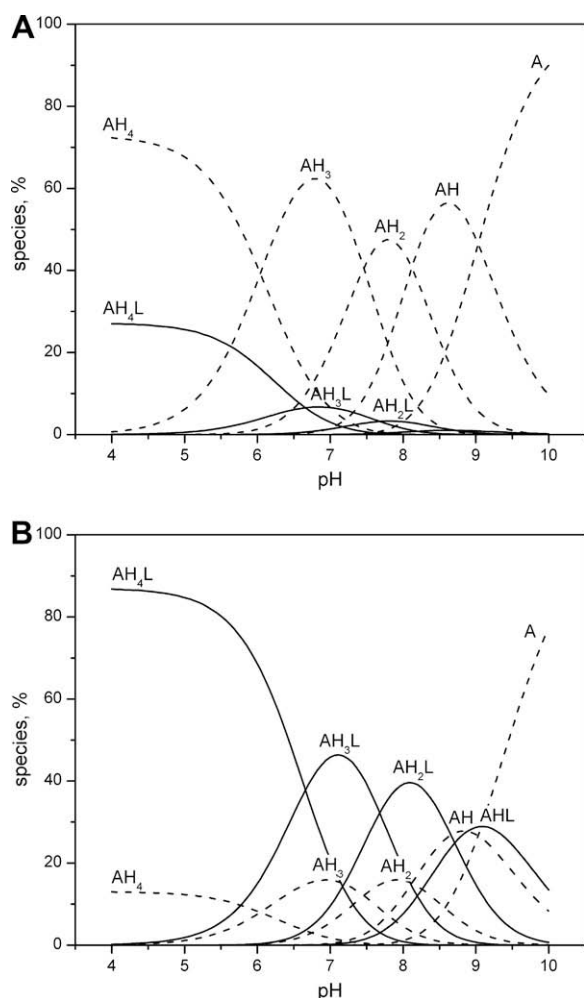 A
100
80
60
40
20
0
species, %
AH₄
AH₄L
AH₃
AH₂
AH
A
AH₃L
AH₂L
4 5 6 7 8 9 10
pH
B
100
80
60
40
20
0
species, %
AH₄L
AH₄
AH₃L
AH₂L
AH AHL
A
AH₃
AH₂
4 5 6 7 8 9 10
pH